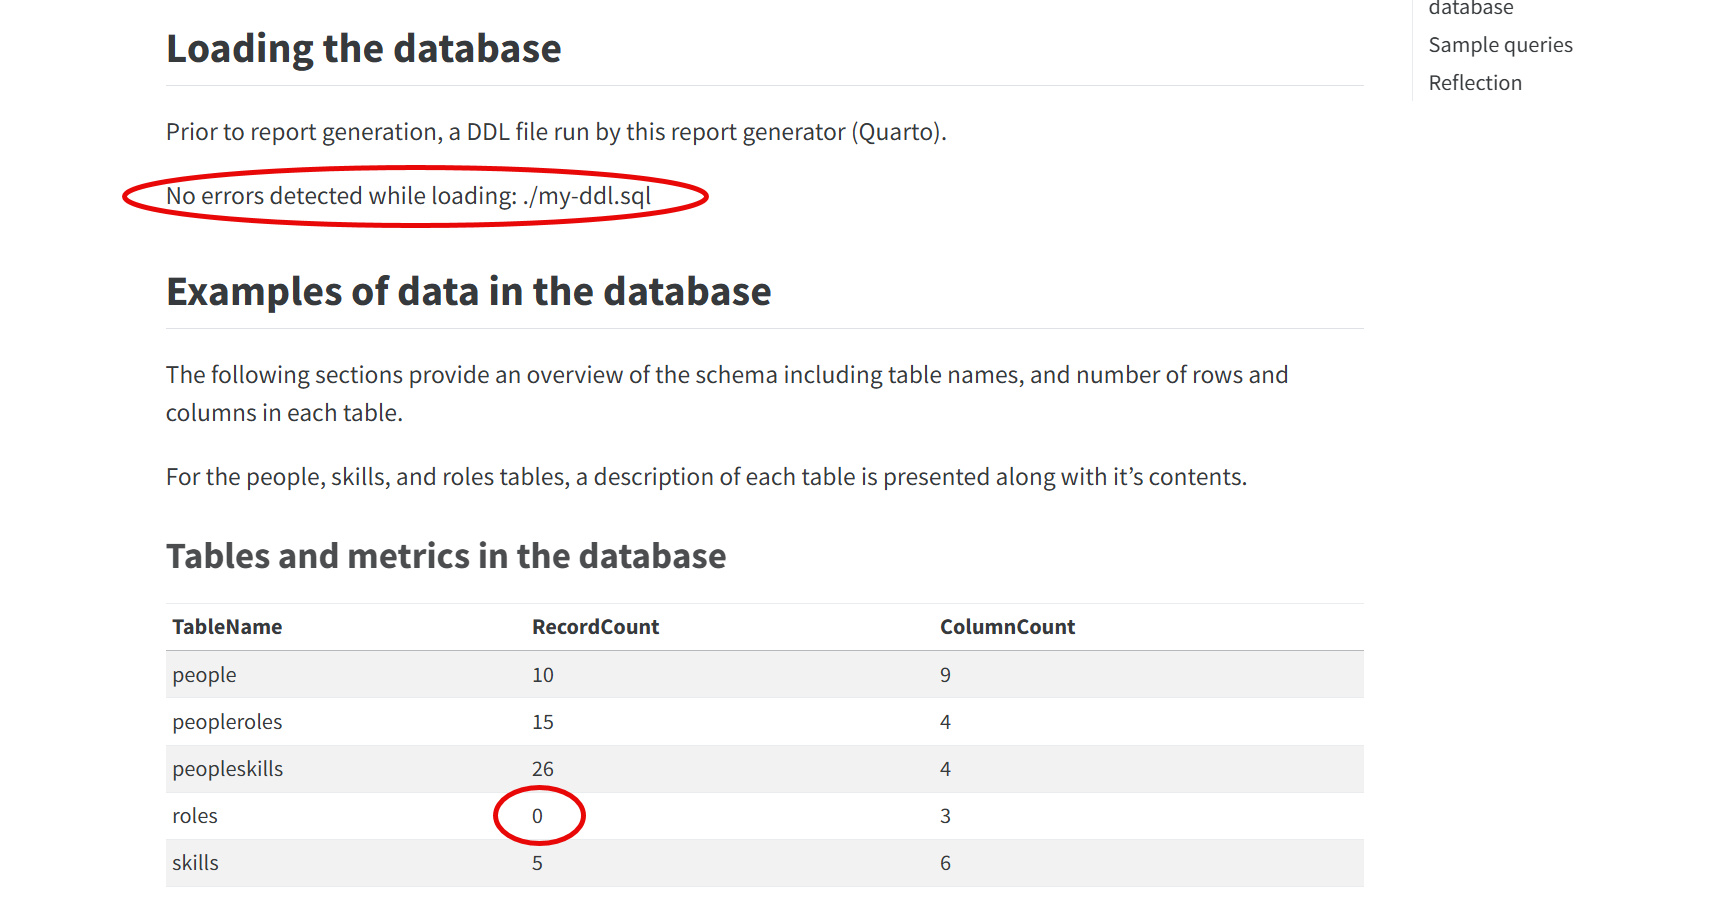 database
Sample queries
Reflection
Loading the database
Prior to report generation, a DDL file run by this report generator (Quarto).
No errors detected while loading: ./my-ddl.sql
Examples of data in the database
The following sections provide an overview of the schema including table names, and number of rows and
columns in each table.
For the people, skills, and roles tables, a description of each table is presented along with it’s contents.
Tables and metrics in the database
TableName RecordCount ColumnCount
people 10 9
peopleroles 15 4
peopleskills 26 4
roles 0 3
skills 5 6